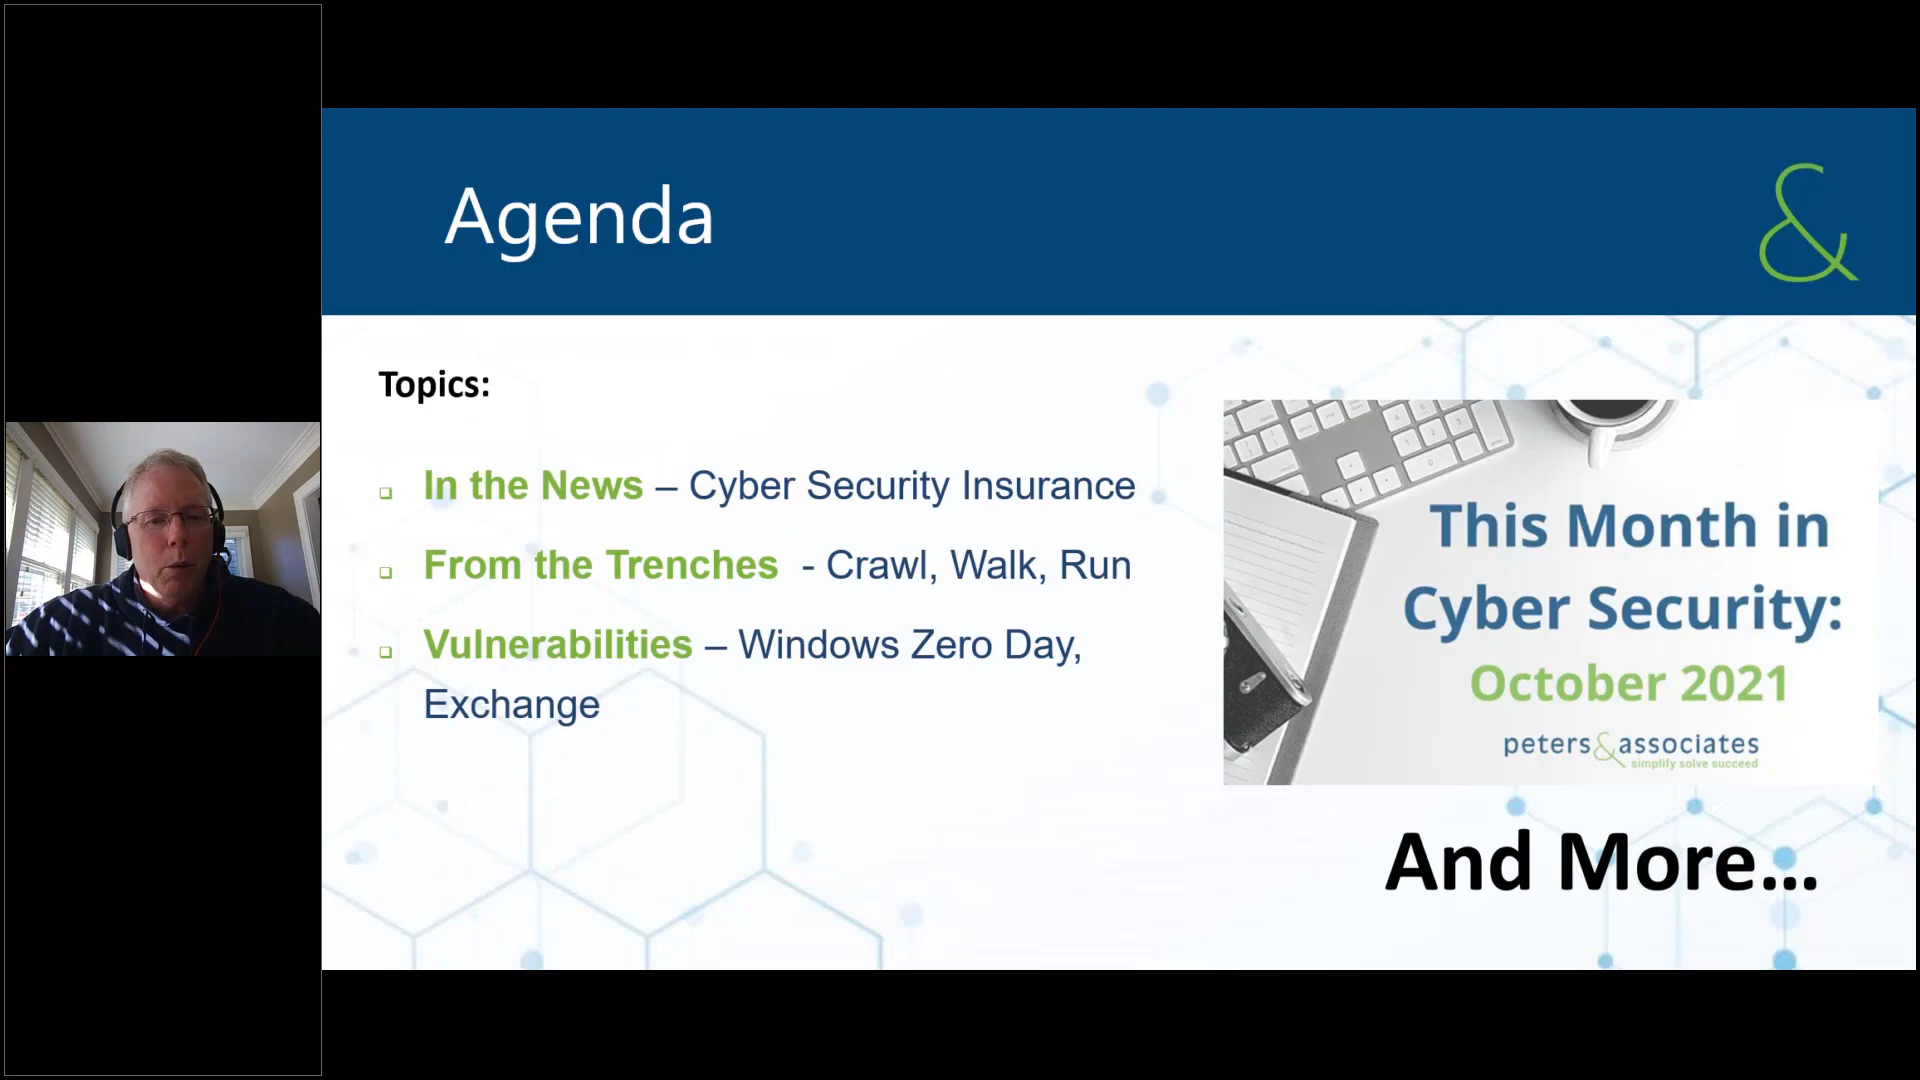 Agenda
&
Topics:
In the News – Cyber Security Insurance
From the Trenches - Crawl, Walk, Run
Vulnerabilities – Windows Zero Day,
Exchange
This Month in
Cyber Security:
October 2021
peters&associates
simplify solve succeed
And More...